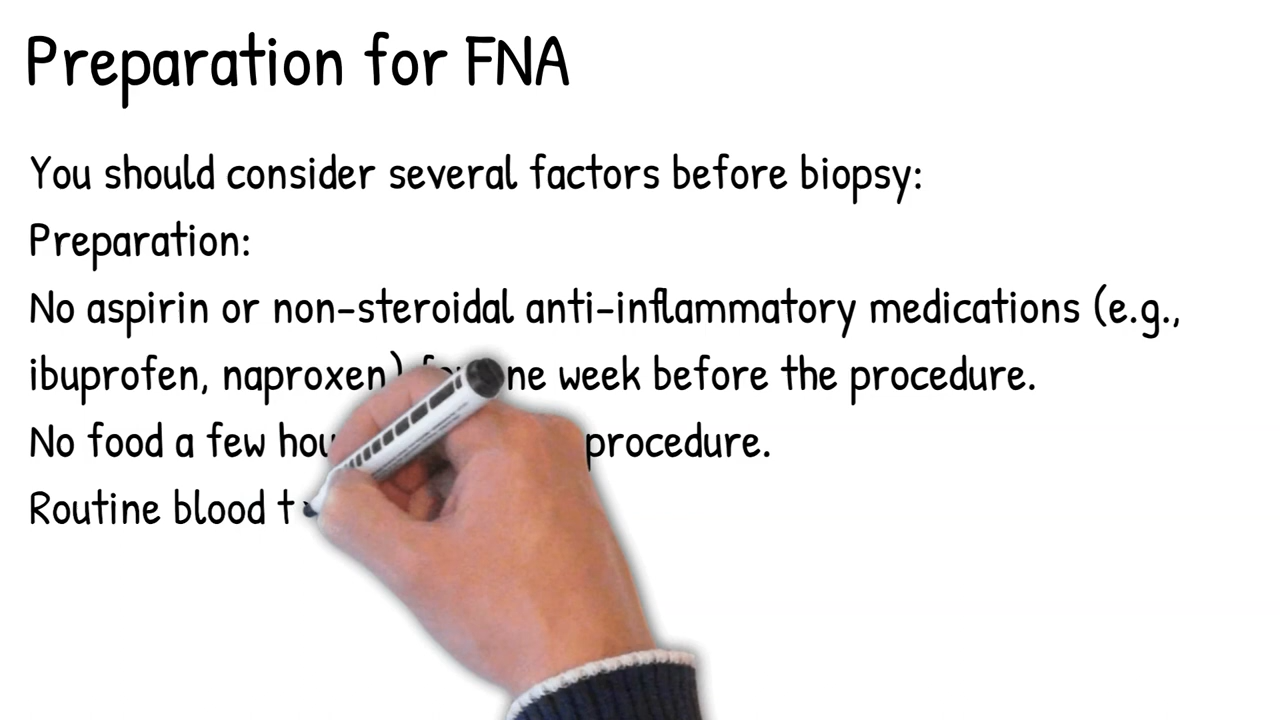 Preparation for FNA
You should consider several factors before biopsy:
Preparation:
No aspirin or non-steroidal anti-inflammatory medications (e.g.,
ibuprofen, naproxen) week before the procedure.
No food a few procedure.
Routine blood t